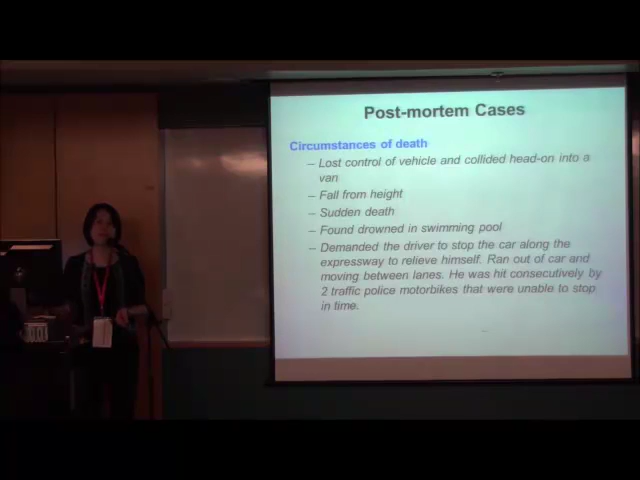 Post-mortem Cases
Circumstances of death
– Lost control of vehicle and collided head-on into a
van
– Fall from height
– Sudden death
– Found drowned in swimming pool
– Demanded the driver to stop the car along the
expressway to relieve himself. Ran out of car and
moving between lanes. He was hit consecutively by
2 traffic police motorbikes that were unable to stop
in time.